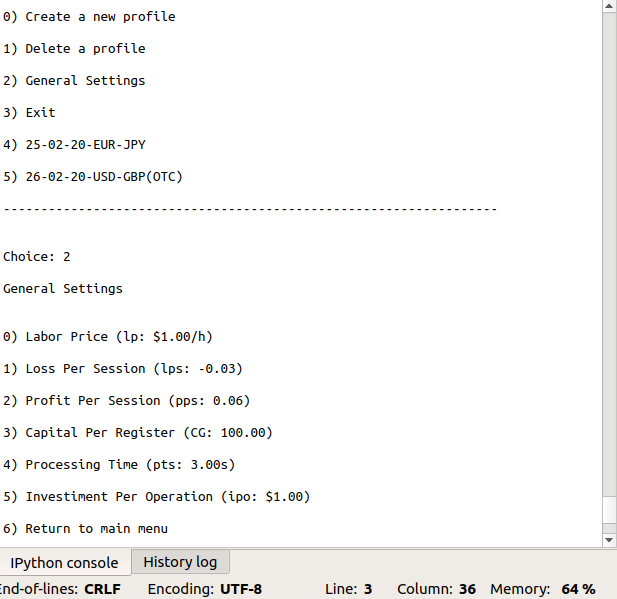 0) Create a new profile
1) Delete a profile
2) General Settings
3) Exit
4) 25-02-20-EUR-JPY
5) 26-02-20-USD-GBP(OTC)
------------------------------------------------------------------
Choice: 2
General Settings
0) Labor Price (lp: $1.00/h)
1) Loss Per Session (lps: -0.03)
2) Profit Per Session (pps: 0.06)
3) Capital Per Register (CG: 100.00)
4) Processing Time (pts: 3.00s)
5) Investiment Per Operation (ipo: $1.00)
6) Return to main menu
IPython console History log
End-of-lines: CRLF Encoding: UTF-8 Line: 3 Column: 36 Memory: 64 %